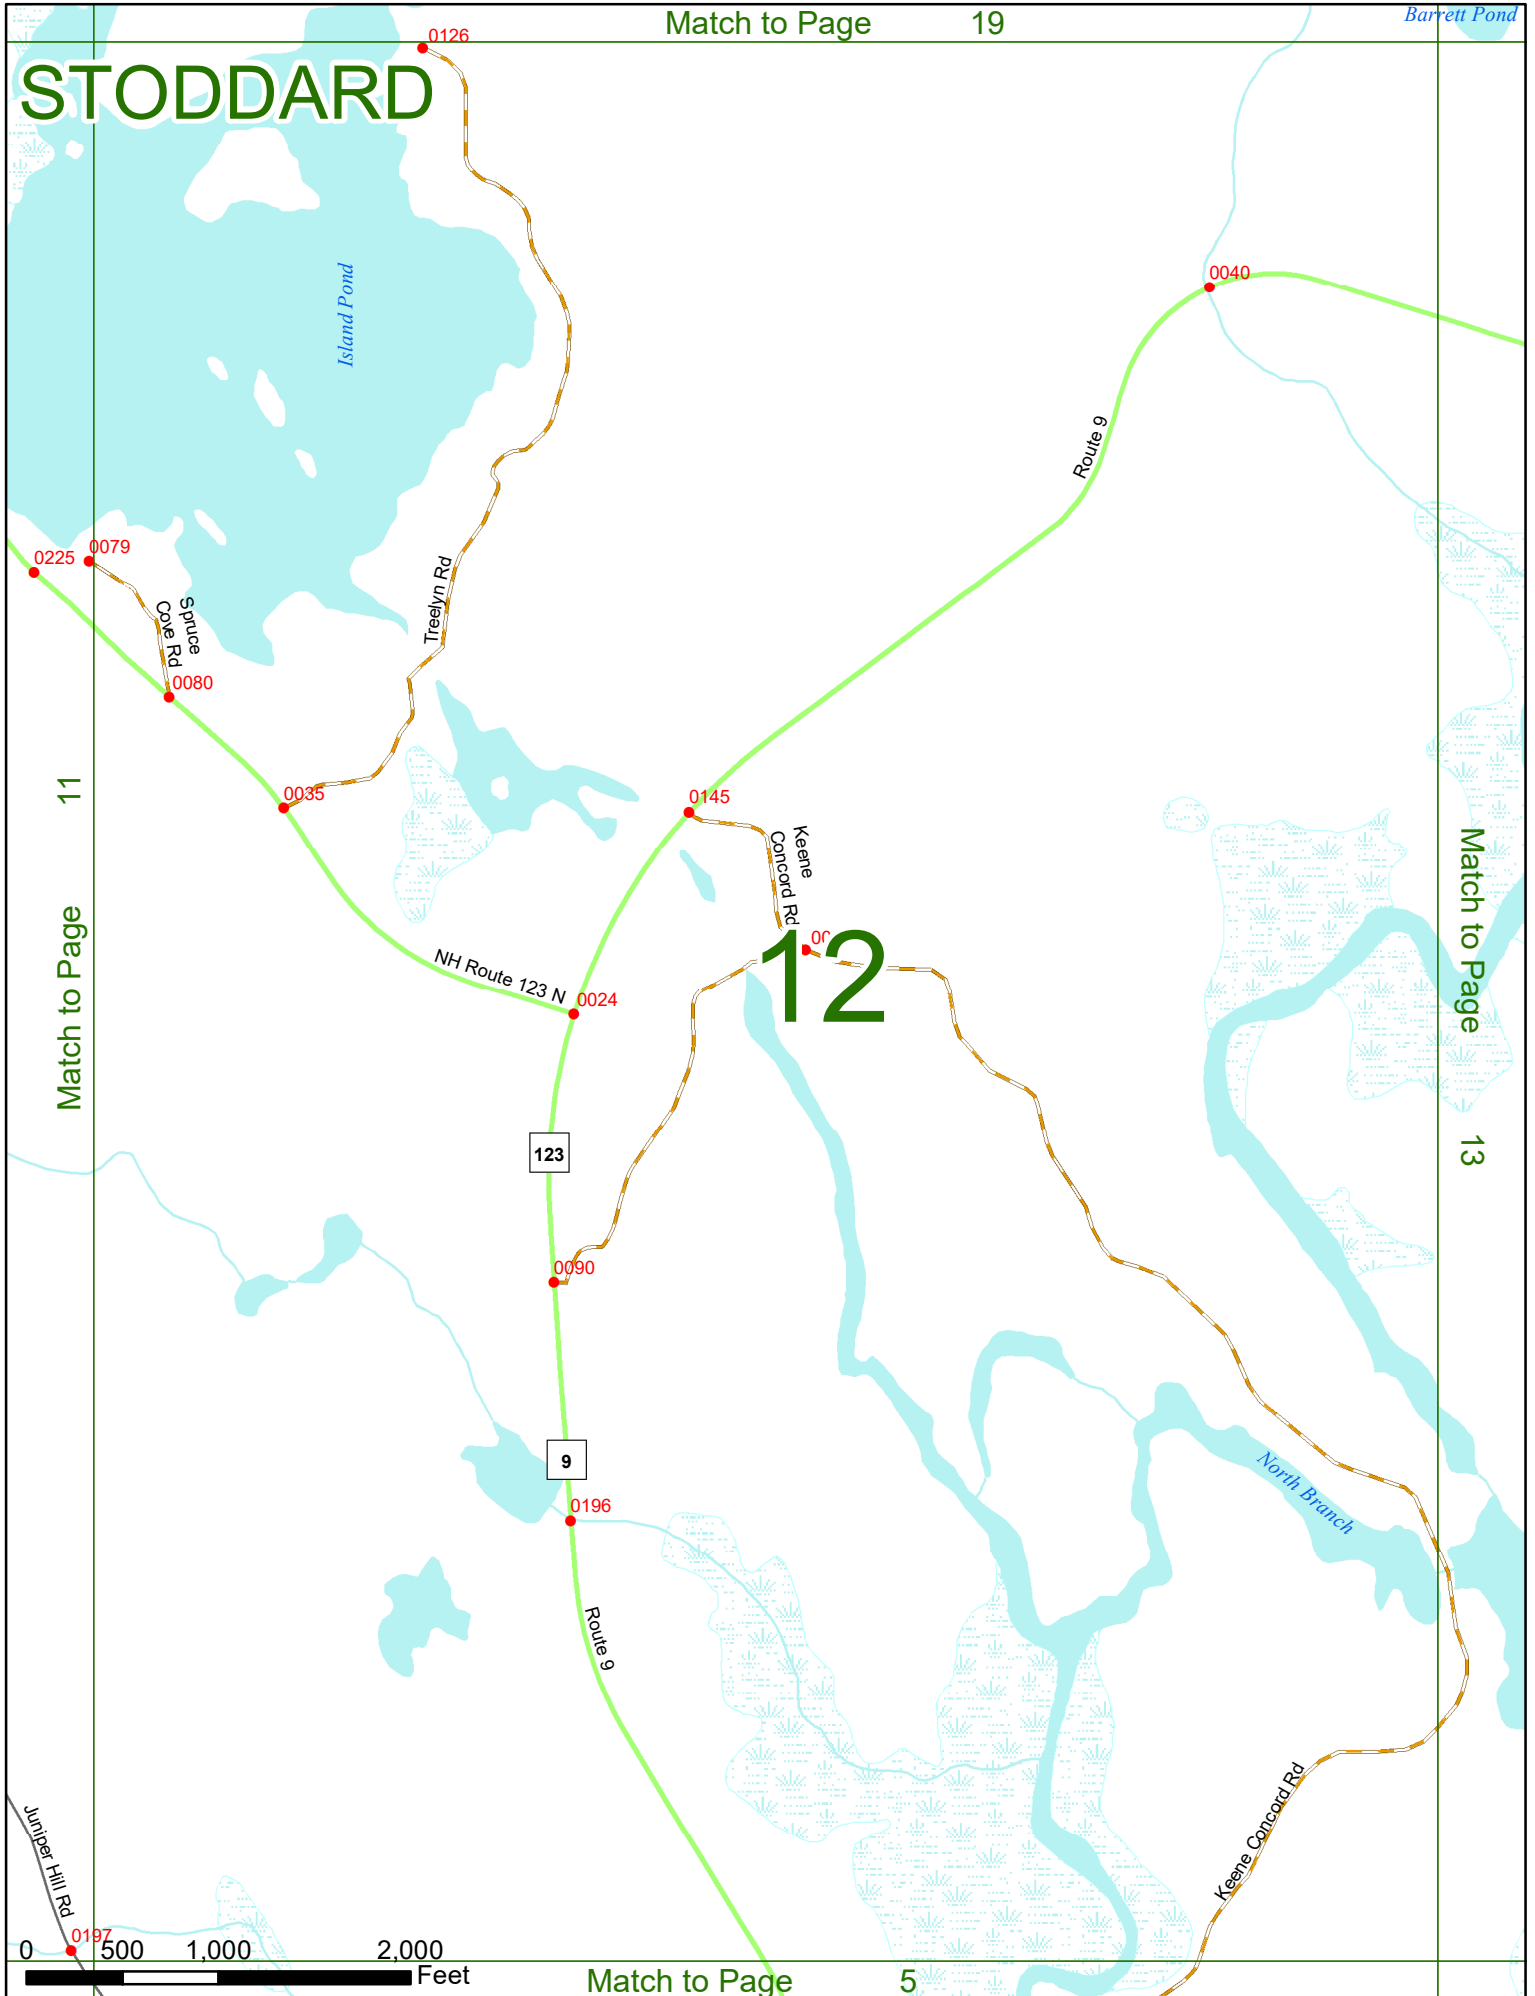 Match to Page 19
Barrett Pond
0126
STODDARD
Island Pond
0040
Route 9
0225
0079
Spruce
Cove Rd
Treelyn Rd
0080
11
Match to Page
0035
0145
Keene
Concord Rd
12
NH Route 123 N
0024
Match to Page
13
123
0090
9
North Branch
0196
Route 9
Keene Concord Rd
Juniper Hill Rd
0197
0 500 1,000 2,000
Feet
Match to Page 5